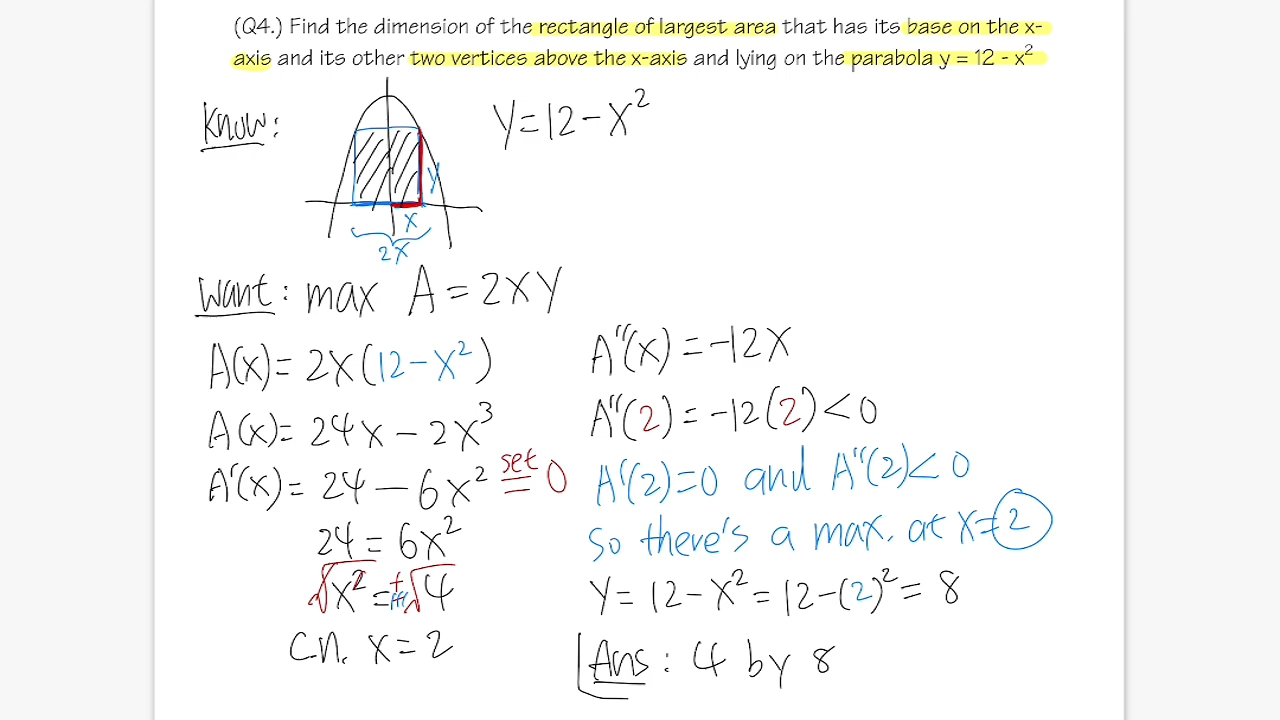 (Q4.) Find the dimension of the rectangle of largest area that has its base on the x-
axis and its other two vertices above the x-axis and lying on the parabola y = 12 - x²
Know:
y
x
2x
Y=12-X²
Want: max A=2XY
A(x)= 2X(12-X²)
A(x)= 24X-2X³
A'(x)= 24-6X² set = 0
24=6X²
√X²=±√4
C.N. X=2
A"(X)=-12X
A"(2)=-12(2)<0
A'(2)=0 and A"(2)<0
So there's a max. at X=2
Y= 12-X²=12-(2)²=8
Ans: 4 by 8